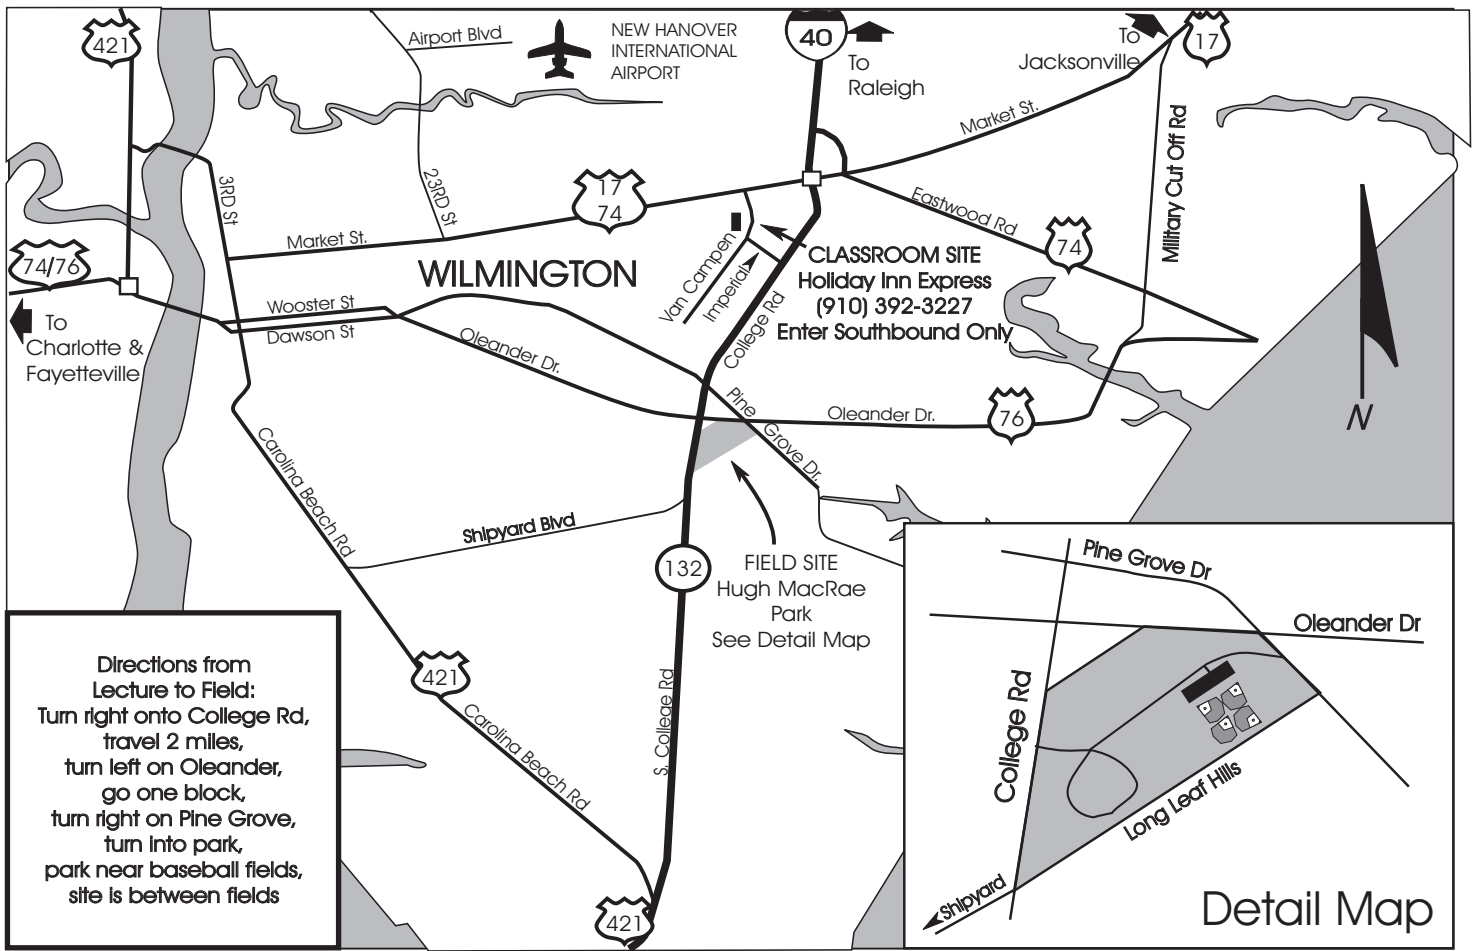 421
Airport Blvd
NEW HANOVER
INTERNATIONAL
AIRPORT
40
To
Raleigh
To
Jacksonville
17
Market St.
Military Cut Off Rd
3RD St
23RD St
17
74
Eastwood Rd
74
Market St.
74/76
WILMINGTON
Van Campen
Imperial
CLASSROOM SITE
Holiday Inn Express
(910) 392-3227
Enter Southbound Only
To
Charlotte &
Fayetteville
Wooster St
Dawson St
Oleander Dr.
College Rd
Pine Grove Dr.
Oleander Dr.
76
N
Carolina Beach Rd
Shipyard Blvd
132
FIELD SITE
Hugh MacRae
Park
See Detail Map
421
Carolina Beach Rd
S. College Rd
421
Directions from
Lecture to Field:
Turn right onto College Rd,
travel 2 miles,
turn left on Oleander,
go one block,
turn right on Pine Grove,
turn into park,
park near baseball fields,
site is between fields
Pine Grove Dr
Oleander Dr
College Rd
Long Leaf HIlls
Shipyard
Detail Map